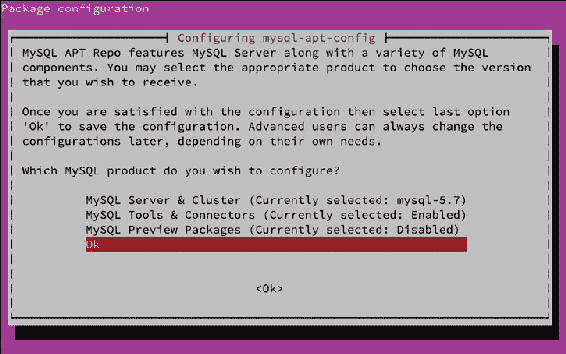 Package configuration
Configuring mysql-apt-config
MySQL APT Repo features MySQL Server along with a variety of MySQL
components. You may select the appropriate product to choose the version
that you wish to receive.
Once you are satisfied with the configuration then select last option
'Ok' to save the configuration. Advanced users can always change the
configurations later, depending on their own needs.
Which MySQL product do you wish to configure?
MySQL Server & Cluster (Currently selected: mysql-5.7)
MySQL Tools & Connectors (Currently selected: Enabled)
MySQL Preview Packages (Currently selected: Disabled)
Ok
<Ok>